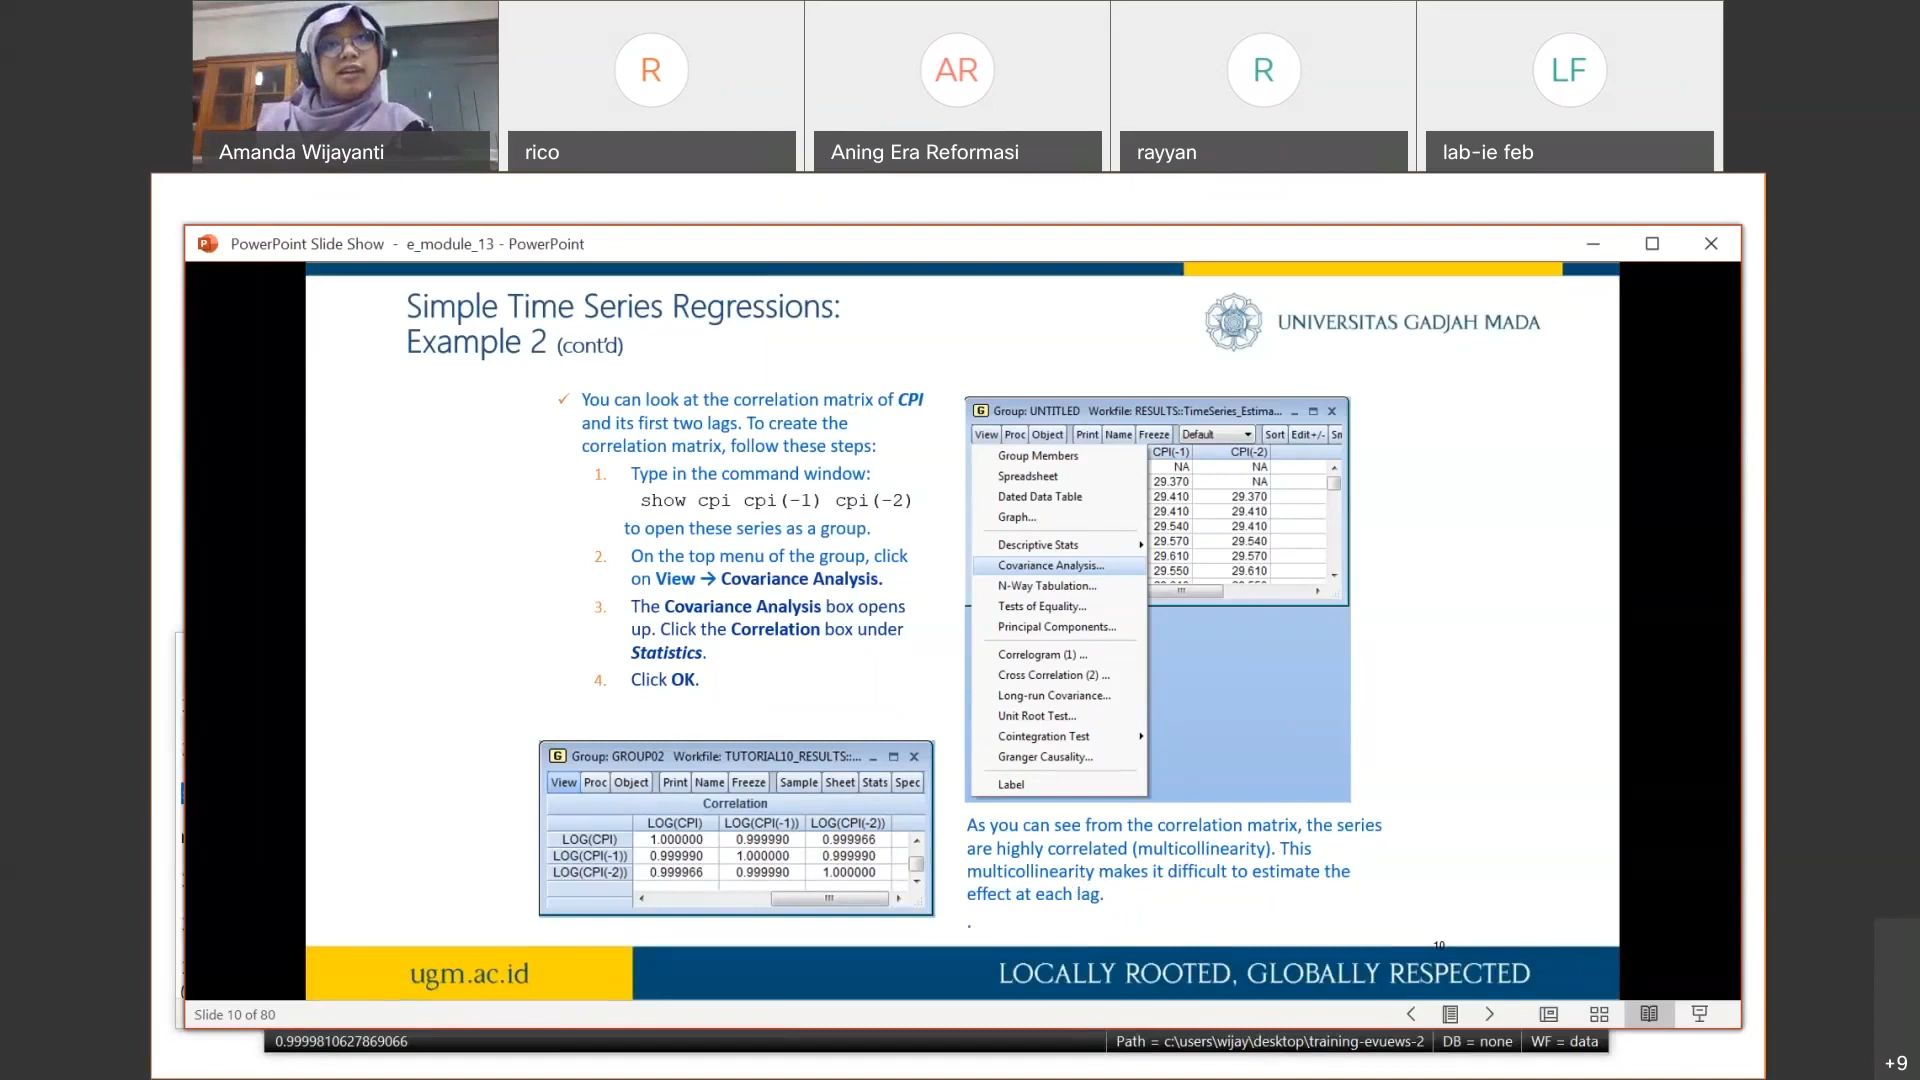 R
AR
R
LF
Amanda Wijayanti
rico
Aning Era Reformasi
rayyan
lab-ie feb
PowerPoint Slide Show - e_module_13 - PowerPoint
Simple Time Series Regressions:
Example 2 (cont'd)
UNIVERSITAS GADJAH MADA
✓ You can look at the correlation matrix of CPI
and its first two lags. To create the
correlation matrix, follow these steps:
1. Type in the command window:
show cpi cpi(-1) cpi(-2)
to open these series as a group.
2. On the top menu of the group, click
on View → Covariance Analysis.
3. The Covariance Analysis box opens
up. Click the Correlation box under
Statistics.
4. Click OK.
G Group: UNTITLED Workfile: RESULTS::TimeSeries_Estima...
View Proc Object Print Name Freeze Default Sort Edit+/- Sn
CPI(-1) CPI(-2)
NA NA
29.370 NA
29.410 29.370
29.410 29.410
29.540 29.410
29.570 29.540
29.610 29.570
29.550 29.610
Group Members
Spreadsheet
Dated Data Table
Graph...
Descriptive Stats
Covariance Analysis...
N-Way Tabulation...
Tests of Equality...
Principal Components...
Correlogram (1) ...
Cross Correlation (2) ...
Long-run Covariance...
Unit Root Test...
Cointegration Test
Granger Causality...
Label
G Group: GROUP02 Workfile: TUTORIAL10_RESULTS::...
View Proc Object Print Name Freeze Sample Sheet Stats Spec
Correlation
LOG(CPI) LOG(CPI(-1)) LOG(CPI(-2))
LOG(CPI) 1.000000 0.999990 0.999966
LOG(CPI(-1)) 0.999990 1.000000 0.999990
LOG(CPI(-2)) 0.999966 0.999990 1.000000
As you can see from the correlation matrix, the series
are highly correlated (multicollinearity). This
multicollinearity makes it difficult to estimate the
effect at each lag.
.
10
ugm.ac.id
LOCALLY ROOTED, GLOBALLY RESPECTED
Slide 10 of 80
0.9999810627869066
Path = c:\users\wijay\desktop\training-evuews-2 DB = none WF = data
+9